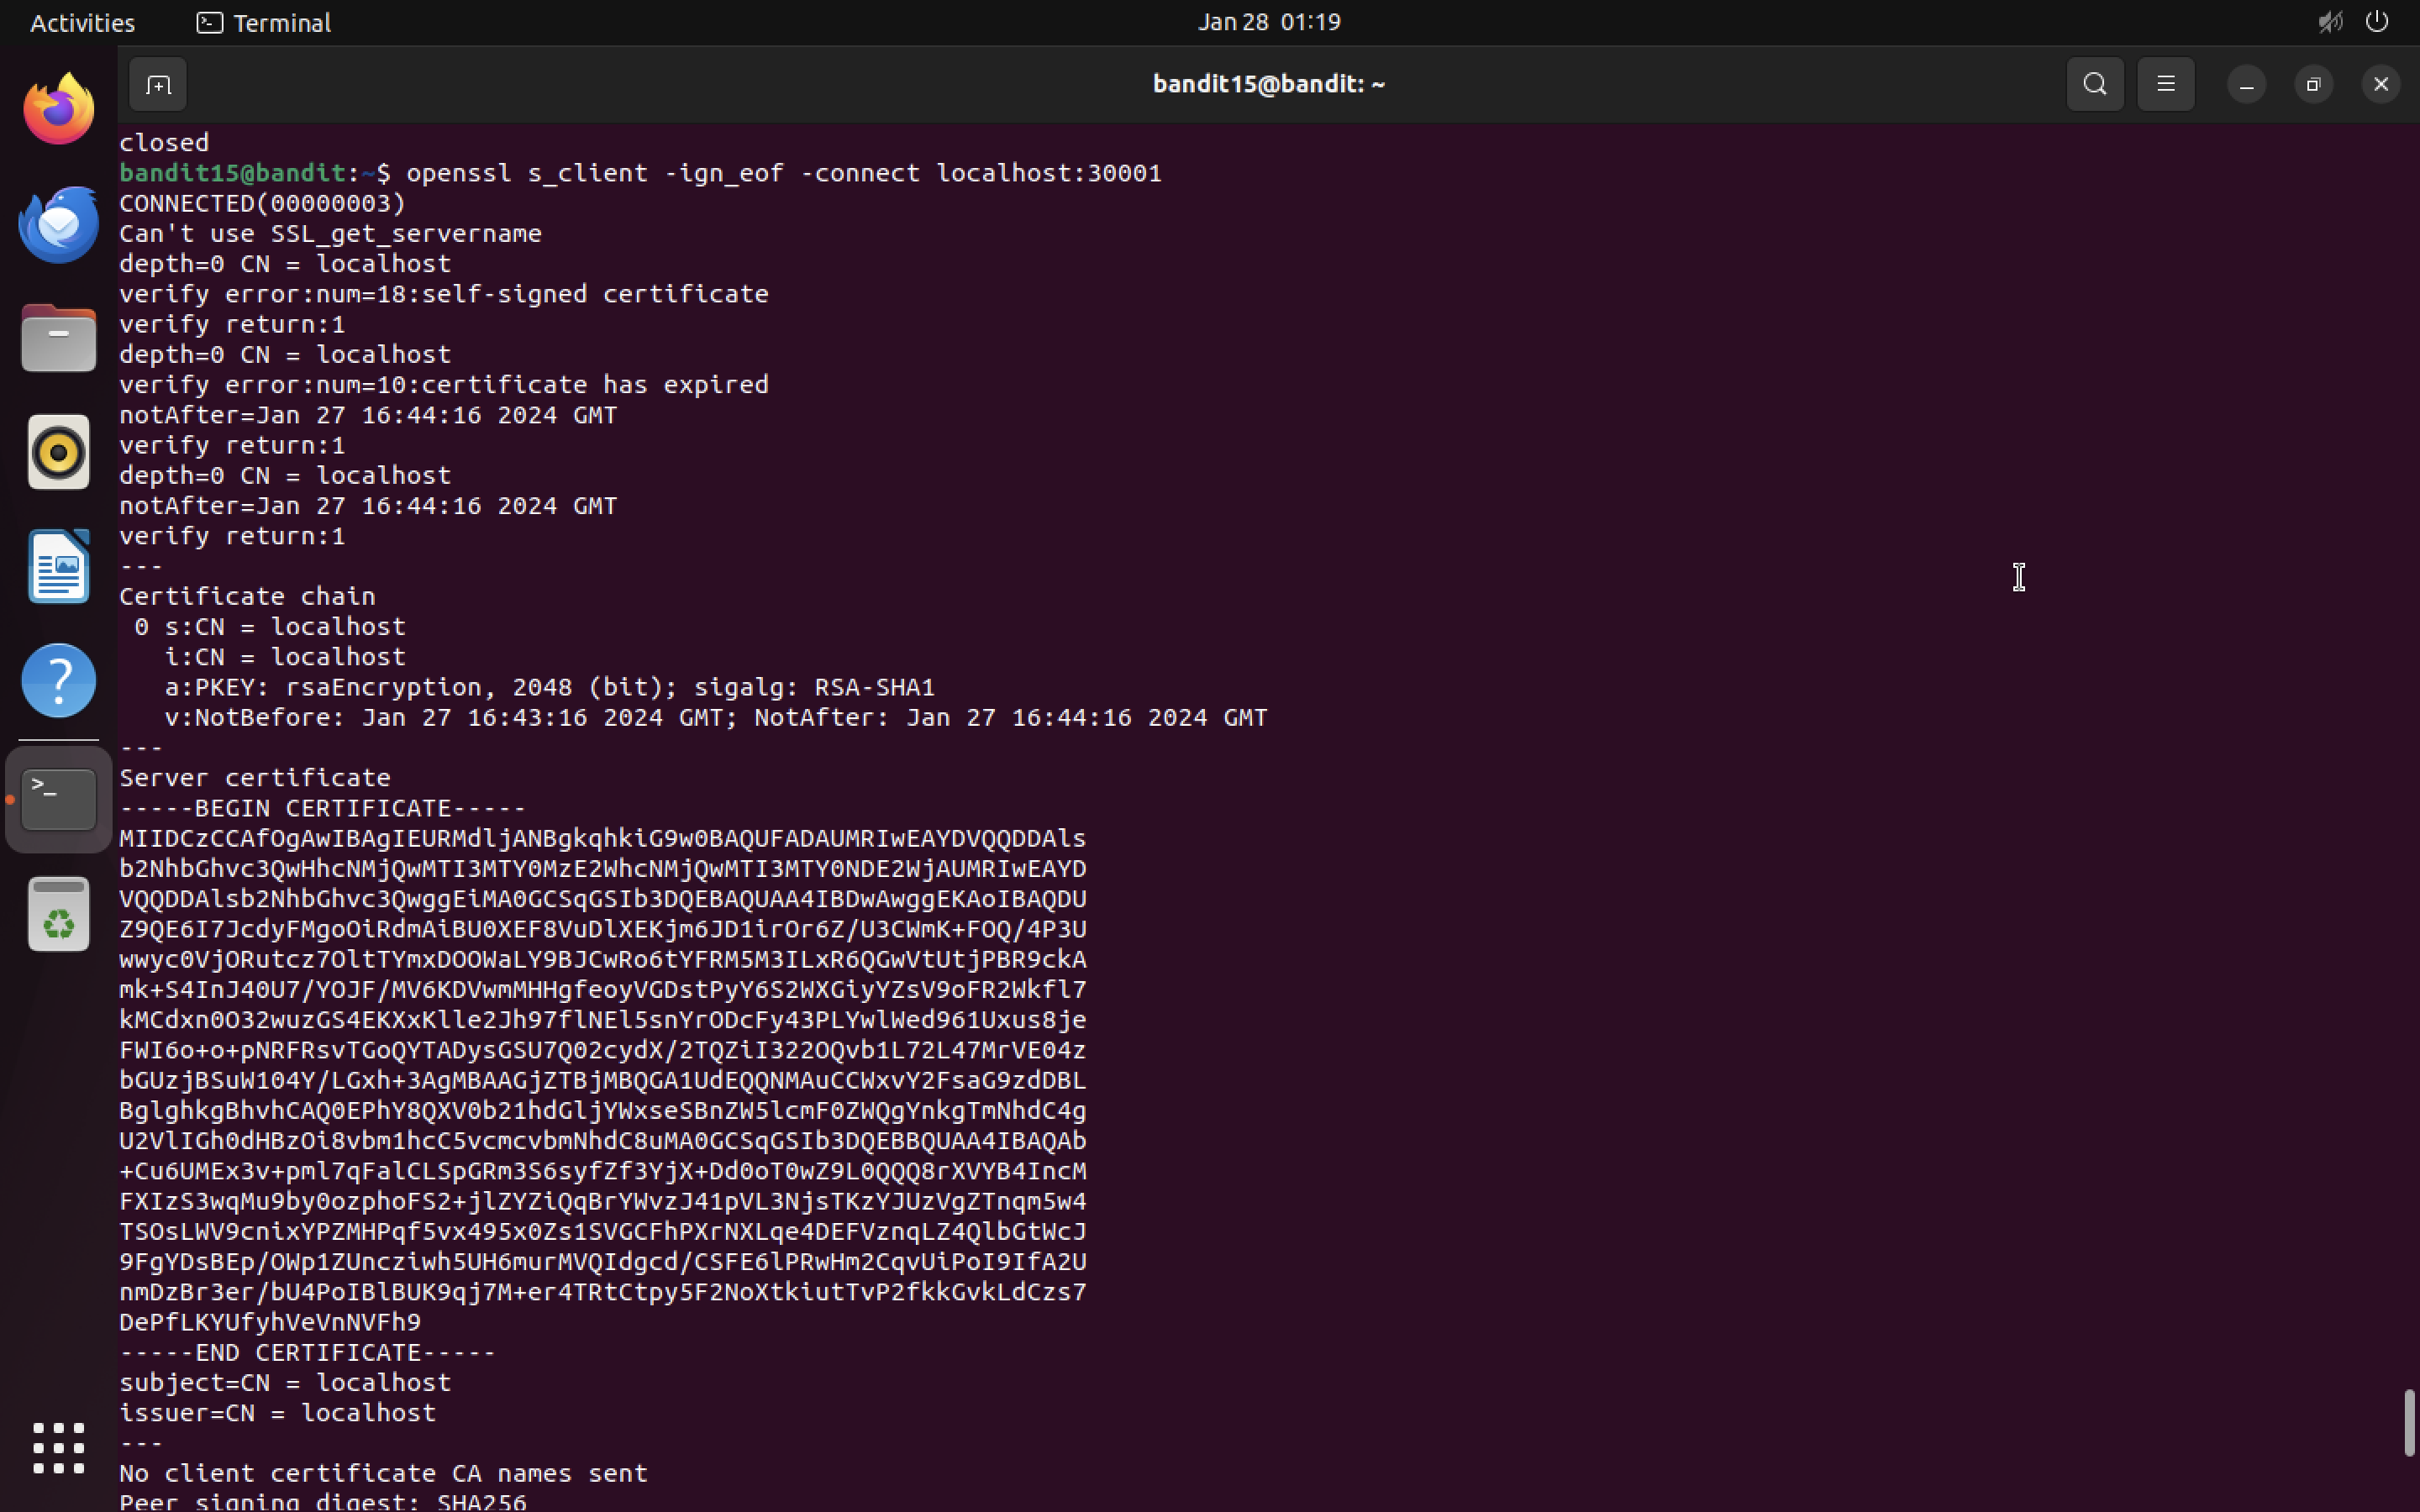 Activities
Terminal
Jan 28 01:19
bandit15@bandit: ~
closed
bandit15@bandit:~$ openssl s_client -ign_eof -connect localhost:30001
CONNECTED(00000003)
Can't use SSL_get_servername
depth=0 CN = localhost
verify error:num=18:self-signed certificate
verify return:1
depth=0 CN = localhost
verify error:num=10:certificate has expired
notAfter=Jan 27 16:44:16 2024 GMT
verify return:1
depth=0 CN = localhost
notAfter=Jan 27 16:44:16 2024 GMT
verify return:1
---
Certificate chain
 0 s:CN = localhost
   i:CN = localhost
   a:PKEY: rsaEncryption, 2048 (bit); sigalg: RSA-SHA1
   v:NotBefore: Jan 27 16:43:16 2024 GMT; NotAfter: Jan 27 16:44:16 2024 GMT
---
Server certificate
-----BEGIN CERTIFICATE-----
MIIDCzCCAfOgAwIBAgIEURMdljANBgkqhkiG9w0BAQUFADAUMRIwEAYDVQQDDAls
b2NhbGhvc3QwHhcNMjQwMTI3MTY0MzE2WhcNMjQwMTI3MTY0NDE2WjAUMRIwEAYD
VQQDDAlsb2NhbGhvc3QwggEiMA0GCSqGSIb3DQEBAQUAA4IBDwAwggEKAoIBAQDU
Z9QE6I7JcdyFMgoOiRdmAiBU0XEF8VuDlXEKjm6JD1irOr6Z/U3CWmK+FOQ/4P3U
wwyc0VjORutcz7OltTYmxDOOWaLY9BJCwRo6tYFRM5M3ILxR6QGwVtUtjPBR9ckA
mk+S4InJ40U7/YOJF/MV6KDVwmMHHgfeoyVGDstPyY6S2WXGiyYZsV9oFR2Wkfl7
kMCdxn0O32wuzGS4EKXxKlle2Jh97flNEl5snYrODcFy43PLYwlWed961Uxus8je
FWI6o+o+pNRFRsvTGoQYTADysGSU7Q02cydX/2TQZiI322OQvb1L72L47MrVE04z
bGUzjBSuW104Y/LGxh+3AgMBAAGjZTBjMBQGA1UdEQQNMAuCCWxvY2FsaG9zdDBL
BglghkgBhvhCAQ0EPhY8QXV0b21hdGljYWxseSBnZW5lcmF0ZWQgYnkgTmNhdC4g
U2VlIGh0dHBzOi8vbm1hcC5vcmcvbmNhdC8uMA0GCSqGSIb3DQEBBQUAA4IBAQAb
+Cu6UMEx3v+pml7qFalCLSpGRm3S6syfZf3YjX+Dd0oT0wZ9L0QQQ8rXVYB4IncM
FXIzS3wqMu9by0ozphoFS2+jlZYZiQqBrYWvzJ41pVL3NjsTKzYJUzVgZTnqm5w4
TSOsLWV9cnixYPZMHPqf5vx495x0Zs1SVGCFhPXrNXLqe4DEFVznqLZ4QlbGtWcJ
9FgYDsBEp/OWp1ZUncziwh5UH6murMVQIdgcd/CSFE6lPRwHm2CqvUiPoI9IfA2U
nmDzBr3er/bU4PoIBlBUK9qj7M+er4TRtCtpy5F2NoXtkiutTvP2fkkGvkLdCzs7
DePfLKYUfyhVeVnNVFh9
-----END CERTIFICATE-----
subject=CN = localhost
issuer=CN = localhost
---
No client certificate CA names sent
Peer signing digest: SHA256